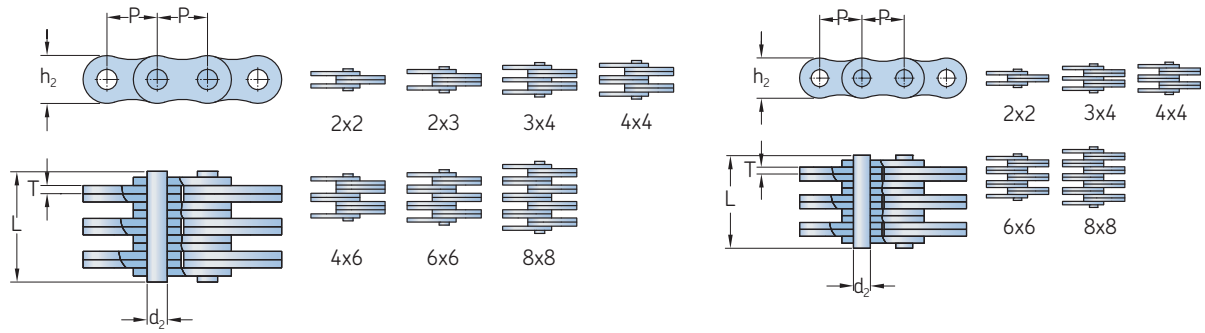 P P
h₂
2x2 2x3 3x4 4x4
T
L
4x6 6x6 8x8
d₂
P P
h₂
2x2 3x4 4x4
T
L
6x6 8x8
d₂